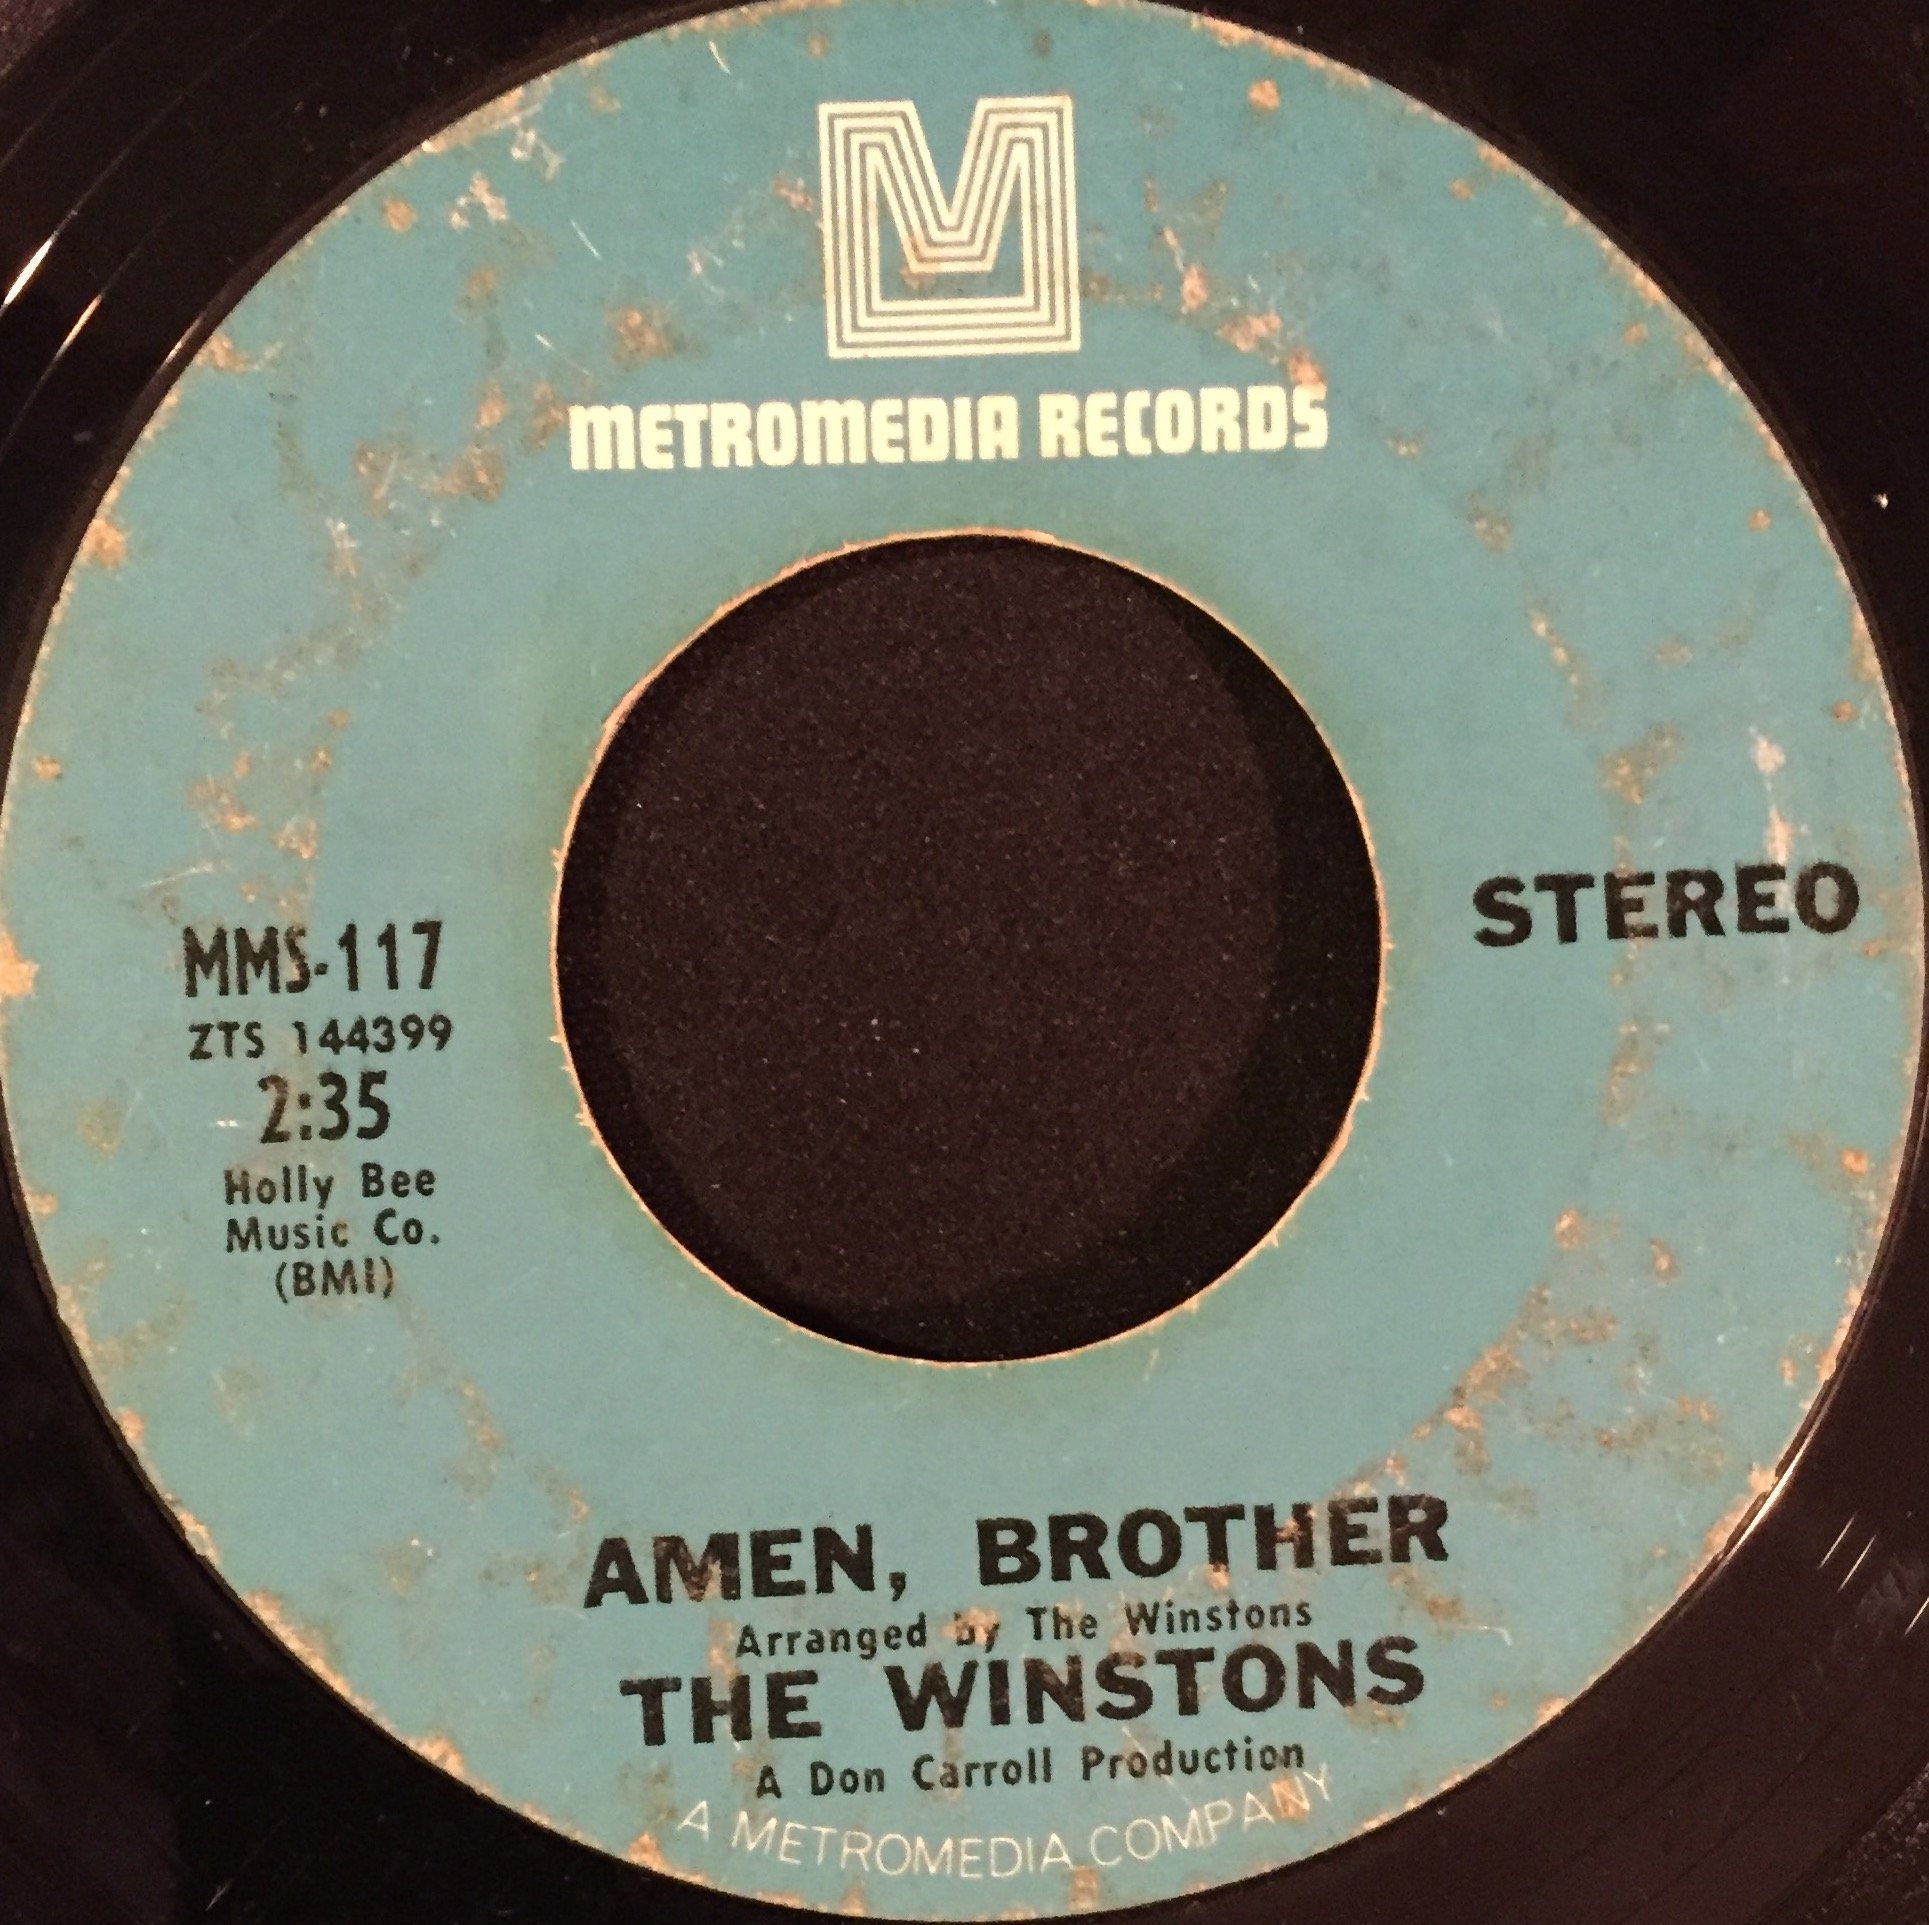 METROMEDIA RECORDS
STEREO
MMS-117
ZTS 144399
2:35
Holly Bee
Music Co.
(BMI)
AMEN, BROTHER
Arranged by The Winstons
THE WINSTONS
A Don Carroll Production
A METROMEDIA COMPANY